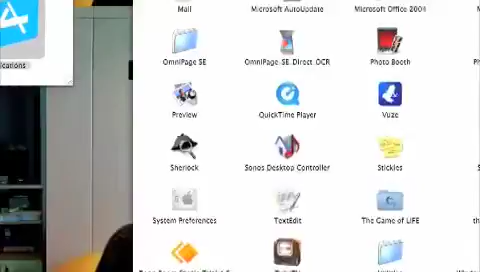 Mail
Microsoft AutoUpdate
Microsoft Office 2004
ications
OmniPage SE
OmniPage SE Direct OCR
Photo Booth
Preview
QuickTime Player
Vuze
Sherlock
Sonos Desktop Controller
Stickies
System Preferences
TextEdit
The Game of LIFE